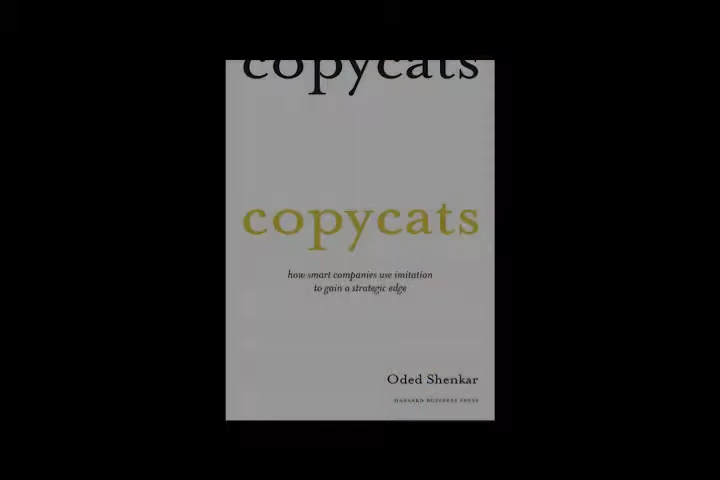 copycats
copycats
how smart companies use imitation
to gain a strategic edge
Oded Shenkar
HARVARD BUSINESS PRESS